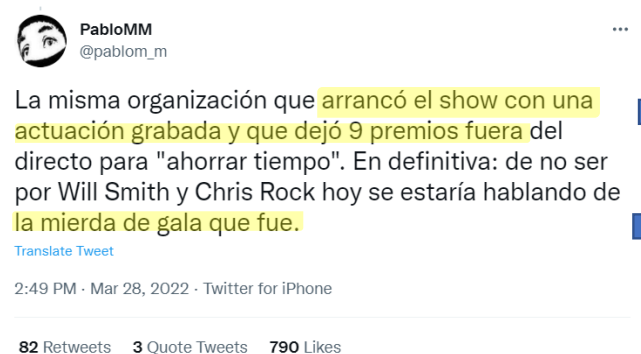 PabloMM
@pablom_m
La misma organización que arrancó el show con una
actuación grabada y que dejó 9 premios fuera del
directo para "ahorrar tiempo". En definitiva: de no ser
por Will Smith y Chris Rock hoy se estaría hablando de
la mierda de gala que fue.
Translate Tweet
2:49 PM · Mar 28, 2022 · Twitter for iPhone
82 Retweets 3 Quote Tweets 790 Likes